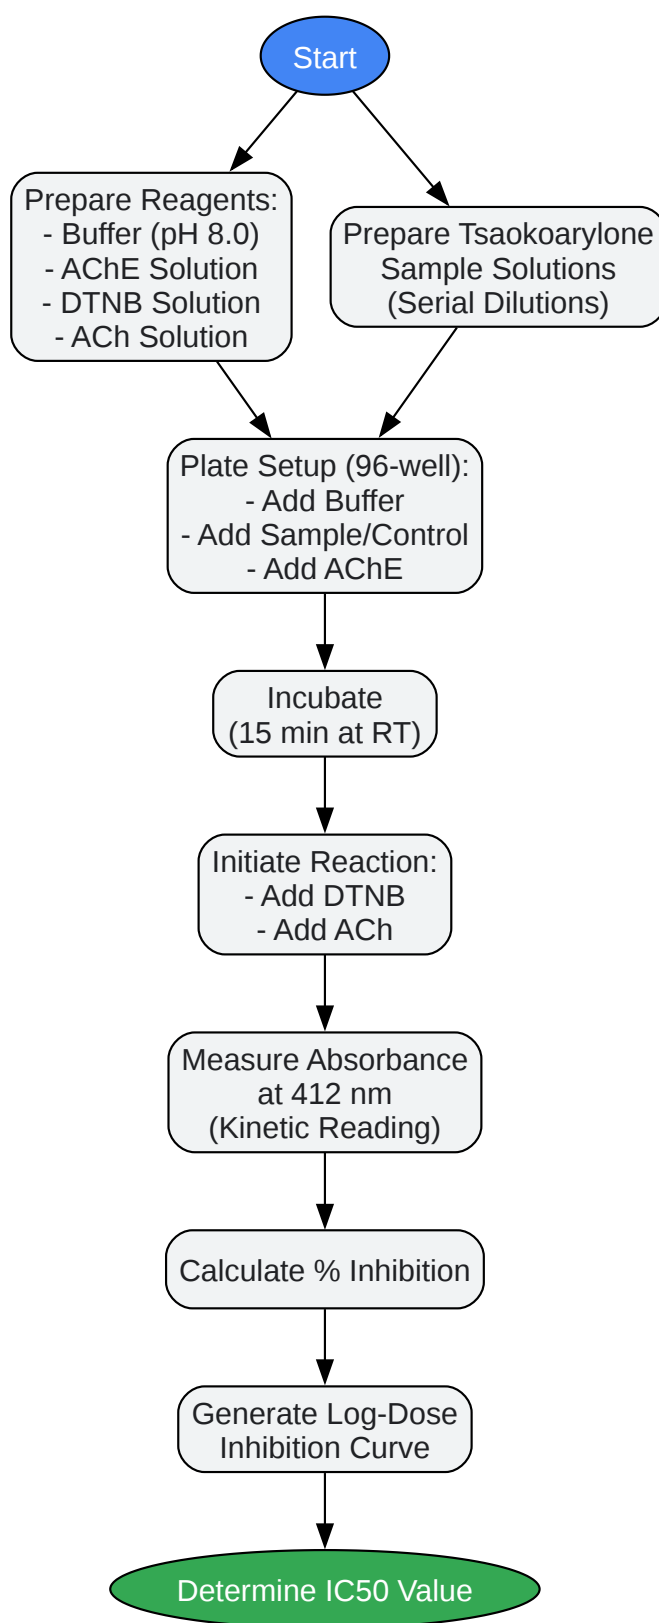 Start
Prepare Reagents:
- Buffer (pH 8.0)
- AChE Solution
- DTNB Solution
- ACh Solution
Prepare Tsaokoarylone
Sample Solutions
(Serial Dilutions)
Plate Setup (96-well):
- Add Buffer
- Add Sample/Control
- Add AChE
Incubate
(15 min at RT)
Initiate Reaction:
- Add DTNB
- Add ACh
Measure Absorbance
at 412 nm
(Kinetic Reading)
Calculate % Inhibition
Generate Log-Dose
Inhibition Curve
Determine IC50 Value